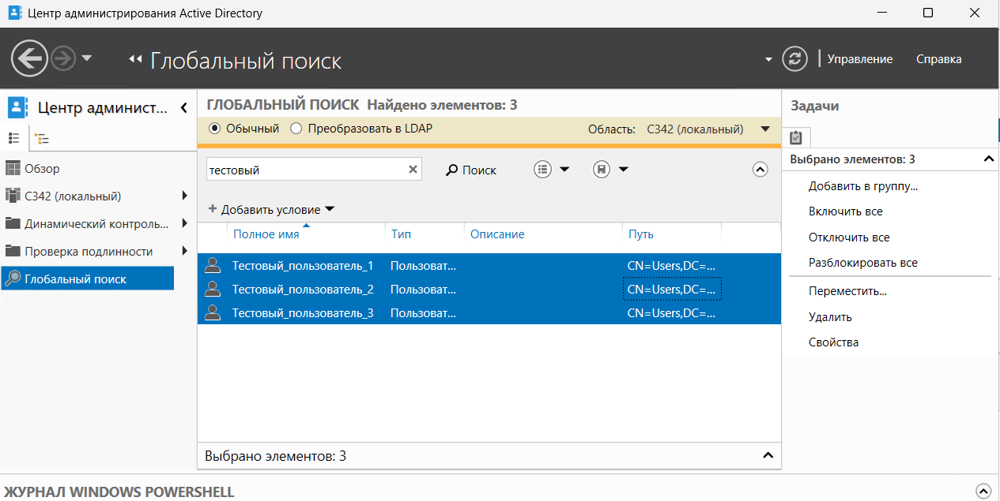 Центр администрирования Active Directory
Глобальный поиск
Управление Справка
Центр админист...
Обзор
C342 (локальный)
Динамический контроль...
Проверка подлинности
Глобальный поиск
ГЛОБАЛЬНЫЙ ПОИСК Найдено элементов: 3
Обычный Преобразовать в LDAP Область: C342 (локальный)
тестовый Поиск
+ Добавить условие
Полное имя Тип Описание Путь
Тестовый_пользователь_1 Пользоват... CN=Users,DC=...
Тестовый_пользователь_2 Пользоват... CN=Users,DC=...
Тестовый_пользователь_3 Пользоват... CN=Users,DC=...
Выбрано элементов: 3
Задачи
Выбрано элементов: 3
Добавить в группу...
Включить все
Отключить все
Разблокировать все
Переместить...
Удалить
Свойства
ЖУРНАЛ WINDOWS POWERSHELL